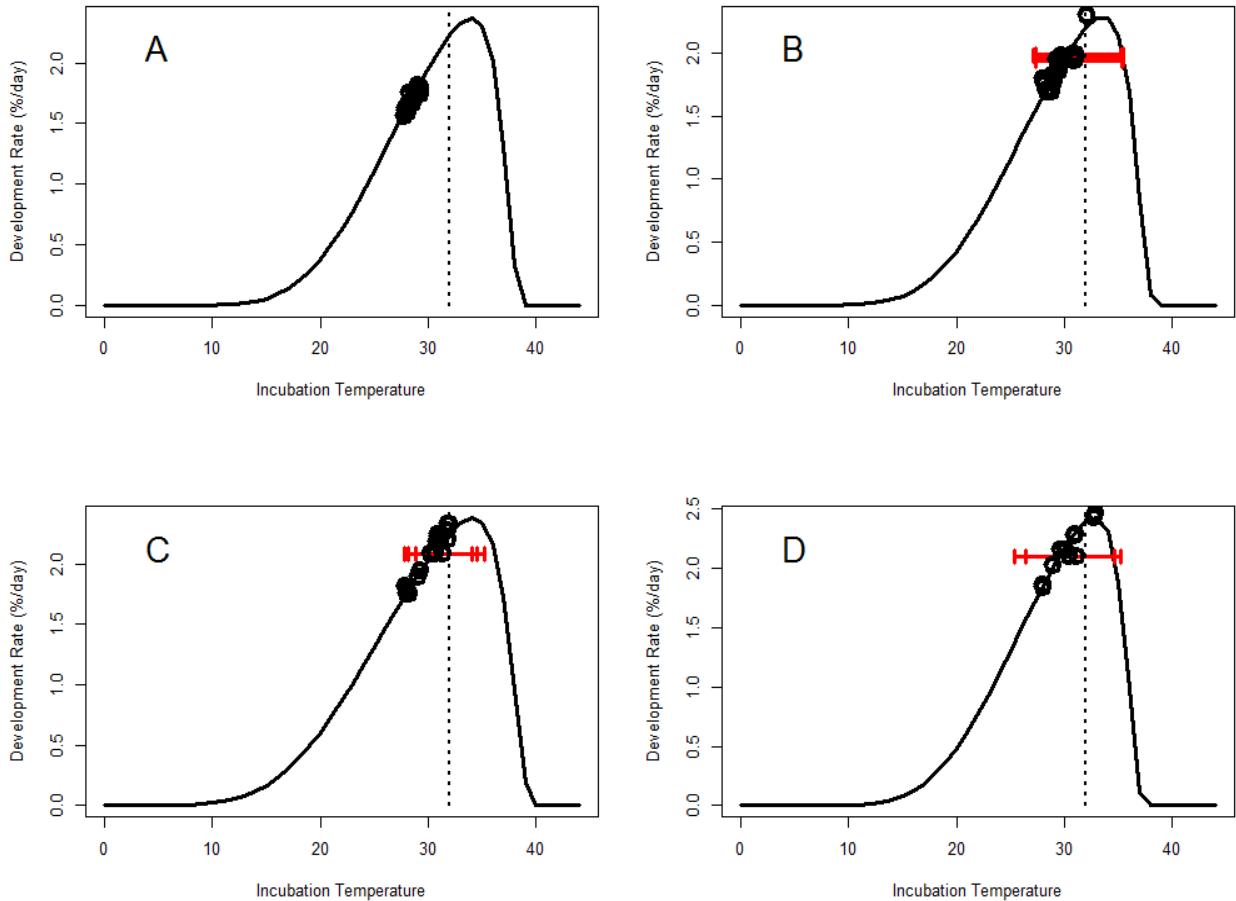 A
Development Rate (%/day)
0.0 0.5 1.0 1.5 2.0
0 10 20 30 40
Incubation Temperature
B
Development Rate (%/day)
0.0 0.5 1.0 1.5 2.0
0 10 20 30 40
Incubation Temperature
C
Development Rate (%/day)
0.0 0.5 1.0 1.5 2.0
0 10 20 30 40
Incubation Temperature
D
Development Rate (%/day)
0.0 0.5 1.0 1.5 2.0 2.5
0 10 20 30 40
Incubation Temperature